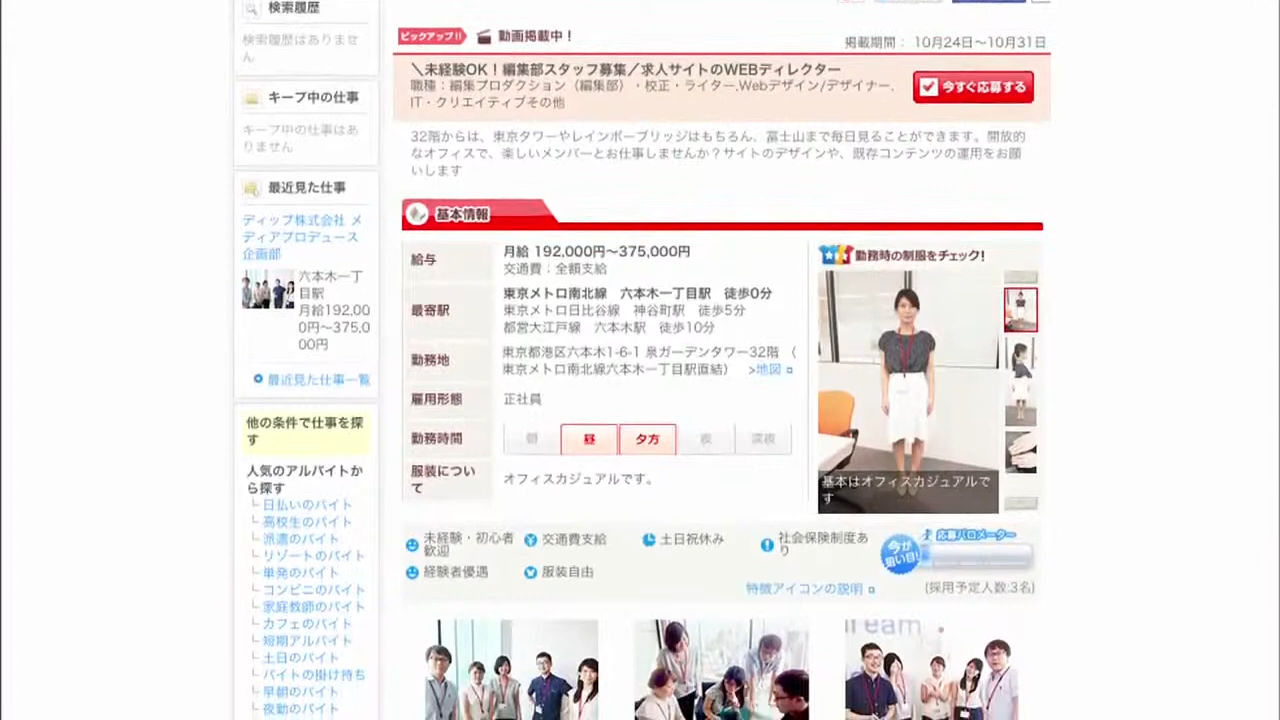 検索履歴
検索履歴はありませ
ん
キープ中の仕事
キープ中の仕事はあ
りません
最近見た仕事
ディップ株式会社 メ
ディアプロデュース
企画部
六本木一丁
目駅
月給192,00
0円〜375,0
00円
最近見た仕事一覧
他の条件で仕事を探
す
人気のアルバイトか
ら探す
日払いのバイト
高校生のバイト
派遣のバイト
リゾートのバイト
単発のバイト
コンビニのバイト
家庭教師のバイト
カフェのバイト
短期アルバイト
土日のバイト
バイトの掛け持ち
早朝のバイト
夜勤のバイト
ピックアップ!! 動画掲載中！
掲載期間： 10月24日〜10月31日
＼未経験OK！編集部スタッフ募集／求人サイトのWEBディレクター
職種：編集プロダクション（編集部）・校正・ライター,Webデザイン/デザイナー,
IT・クリエイティブその他
今すぐ応募する
32階からは、東京タワーやレインボーブリッジはもちろん、富士山まで毎日見ることができます。開放的
なオフィスで、楽しいメンバーとお仕事しませんか？サイトのデザインや、既存コンテンツの運用をお願
いします
基本情報
給与
月給 192,000円〜375,000円
交通費：全額支給
最寄駅
東京メトロ南北線　六本木一丁目駅　徒歩0分
東京メトロ日比谷線　神谷町駅　徒歩5分
都営大江戸線　六本木駅　徒歩10分
勤務地
東京都港区六本木1-6-1 泉ガーデンタワー32階 （
東京メトロ南北線六本木一丁目駅直結） >地図
雇用形態
正社員
勤務時間
朝 昼 夕方 夜 深夜
服装につい
て
オフィスカジュアルです。
勤務時の制服をチェック!
基本はオフィスカジュアルで
す
未経験・初心者
歓迎
交通費支給
土日祝休み
社会保険制度あ
り
経験者優遇
服装自由
特徴アイコンの説明
今が
狙い目!
応募バロメーター
(採用予定人数:3名)